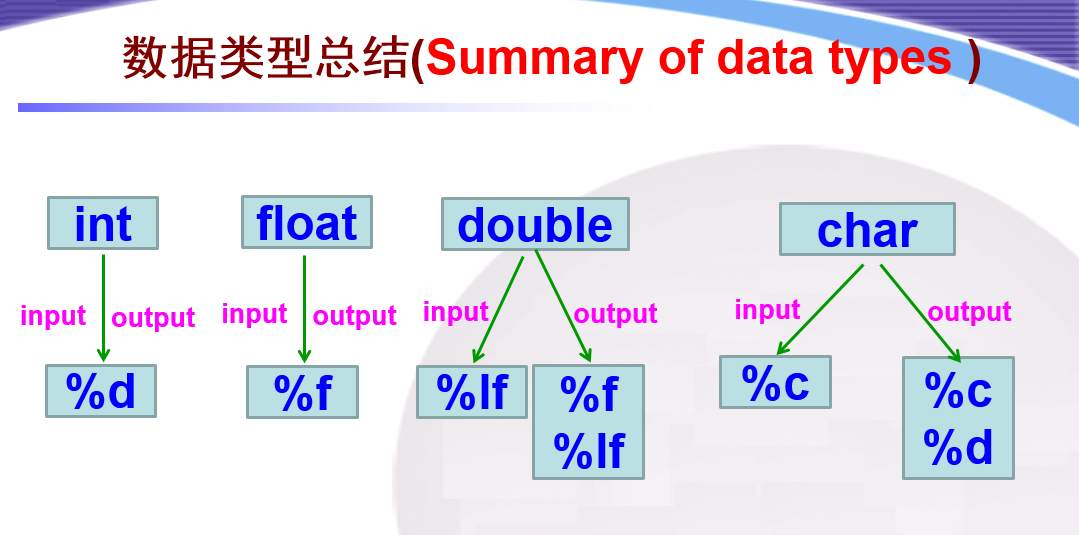 数据类型总结(Summary of data types )
int float double char
input output input output input output input output
%d %f %lf %f %c %c
%lf %d